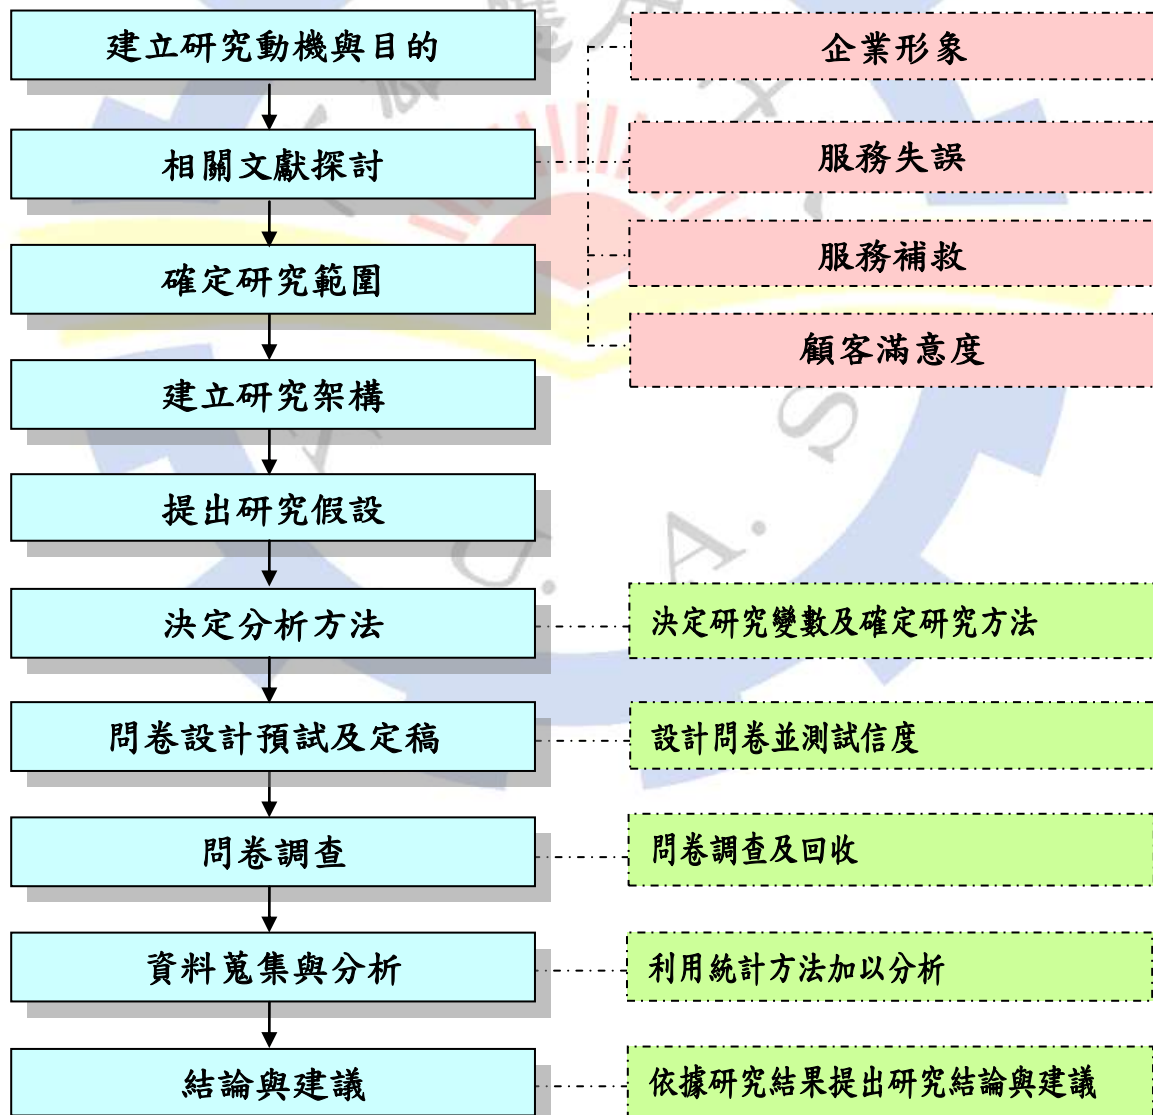 建立研究動機與目的
企業形象
相關文獻探討
服務失誤
確定研究範圍
服務補救
建立研究架構
顧客滿意度
提出研究假設
決定分析方法
決定研究變數及確定研究方法
問卷設計預試及定稿
設計問卷並測試信度
問卷調查
問卷調查及回收
資料蒐集與分析
利用統計方法加以分析
結論與建議
依據研究結果提出研究結論與建議
U. A. S